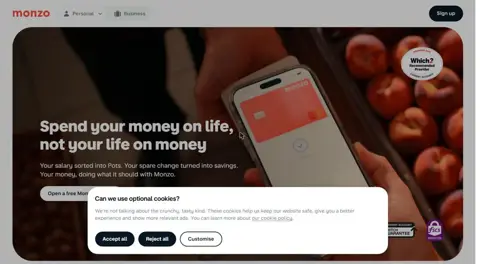 monzo
Personal
Business
Sign up
Which?
Recommended
Provider
Spend your money on life,
not your life on money
Your salary sorted into Pots. Your spare change turned into savings.
Your money, doing what it should with Monzo.
Open a free Monz
Can we use optional cookies?
We're not talking about the crunchy, tasty kind. These cookies help us keep our website safe, give you a better
experience and show more relevant ads. You can learn more about our cookie policy.
Accept all
Reject all
Customise